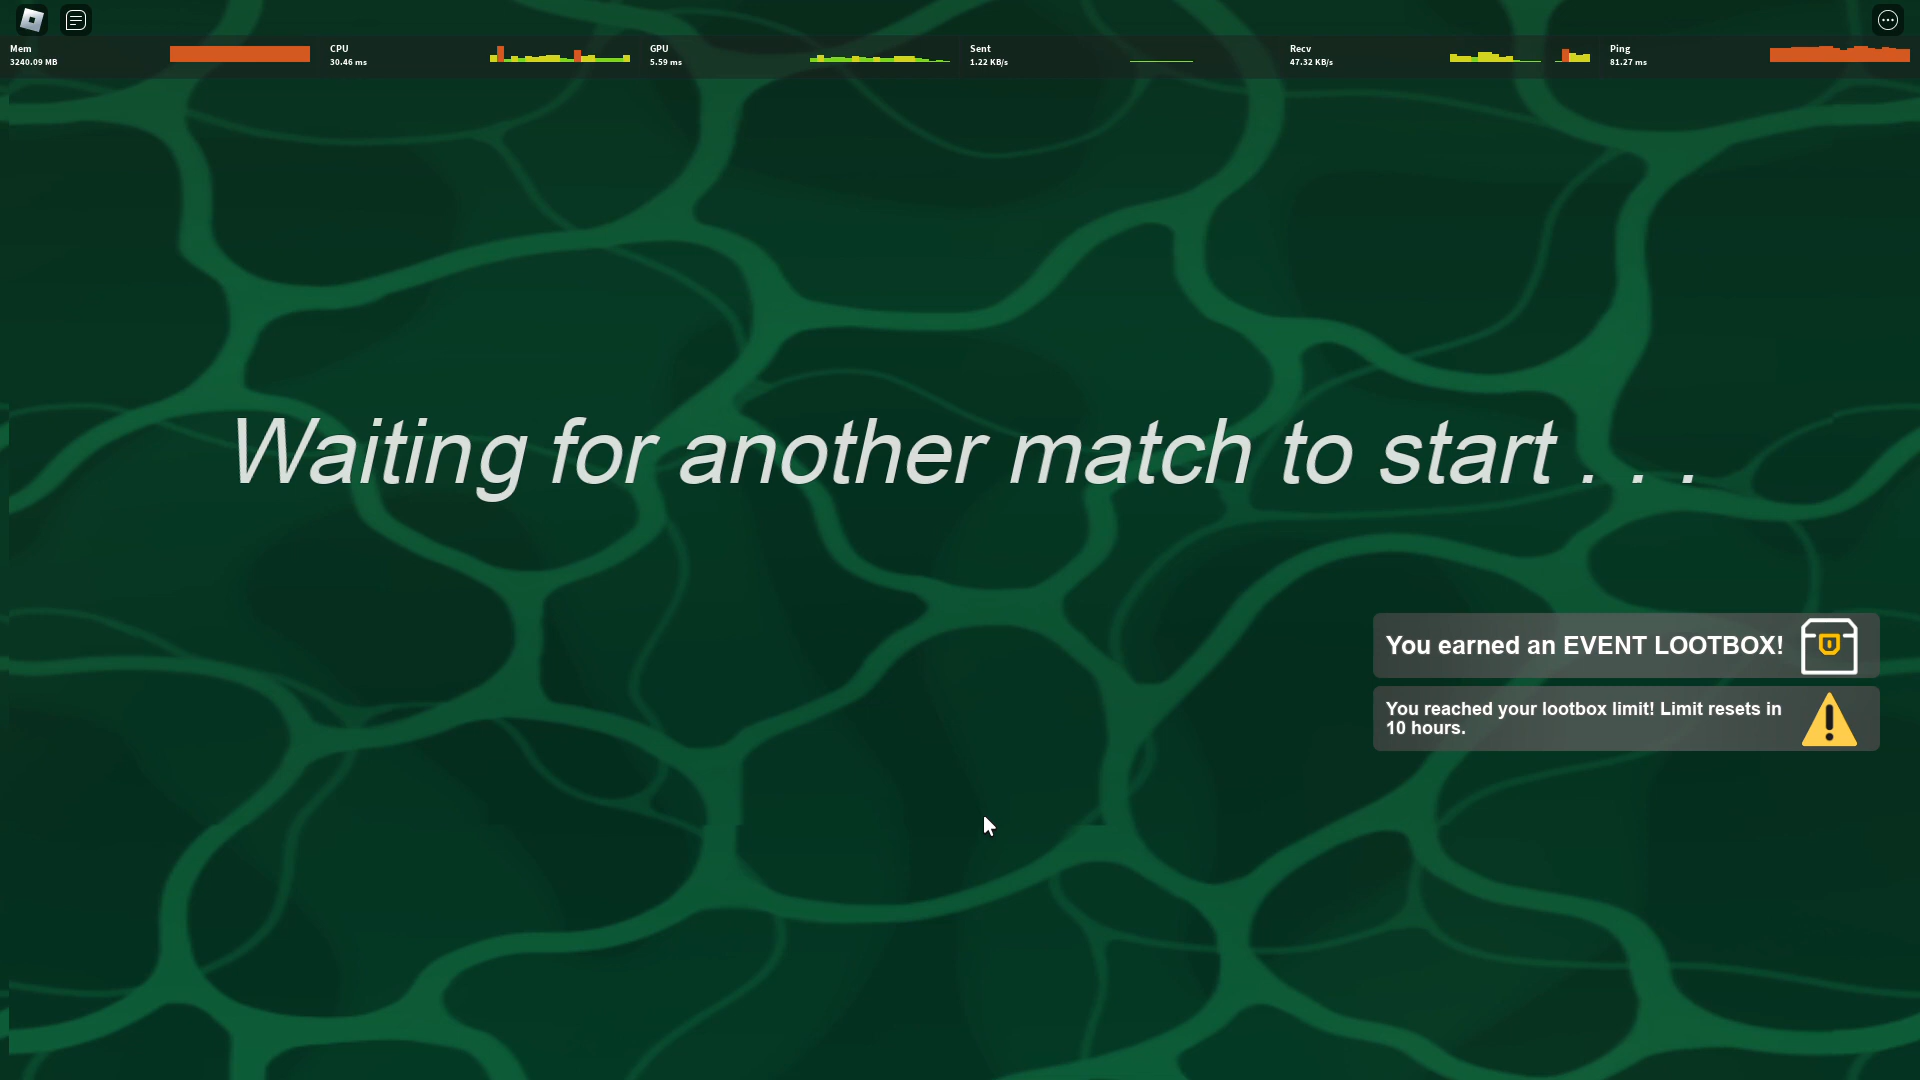 Mem
3240.09 MB
CPU
30.46 ms
GPU
5.59 ms
Sent
1.22 KB/s
Recv
47.32 KB/s
Ping
81.27 ms
Waiting for another match to start . . .
You earned an EVENT LOOTBOX!
You reached your lootbox limit! Limit resets in
10 hours.